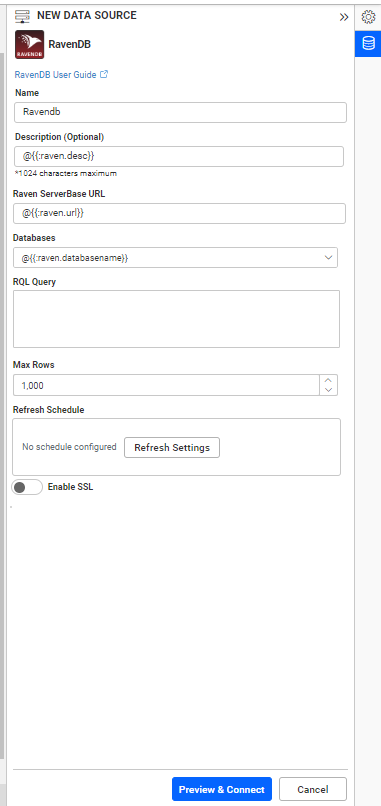 NEW DATA SOURCE
RAVENDB
RavenDB
RavenDB User Guide
Name
Ravendb
Description (Optional)
@{{:raven.desc}}
*1024 characters maximum
Raven ServerBase URL
@{{:raven.url}}
Databases
@{{:raven.databasename}}
RQL Query
Max Rows
1,000
Refresh Schedule
No schedule configured Refresh Settings
Enable SSL
Preview & Connect Cancel